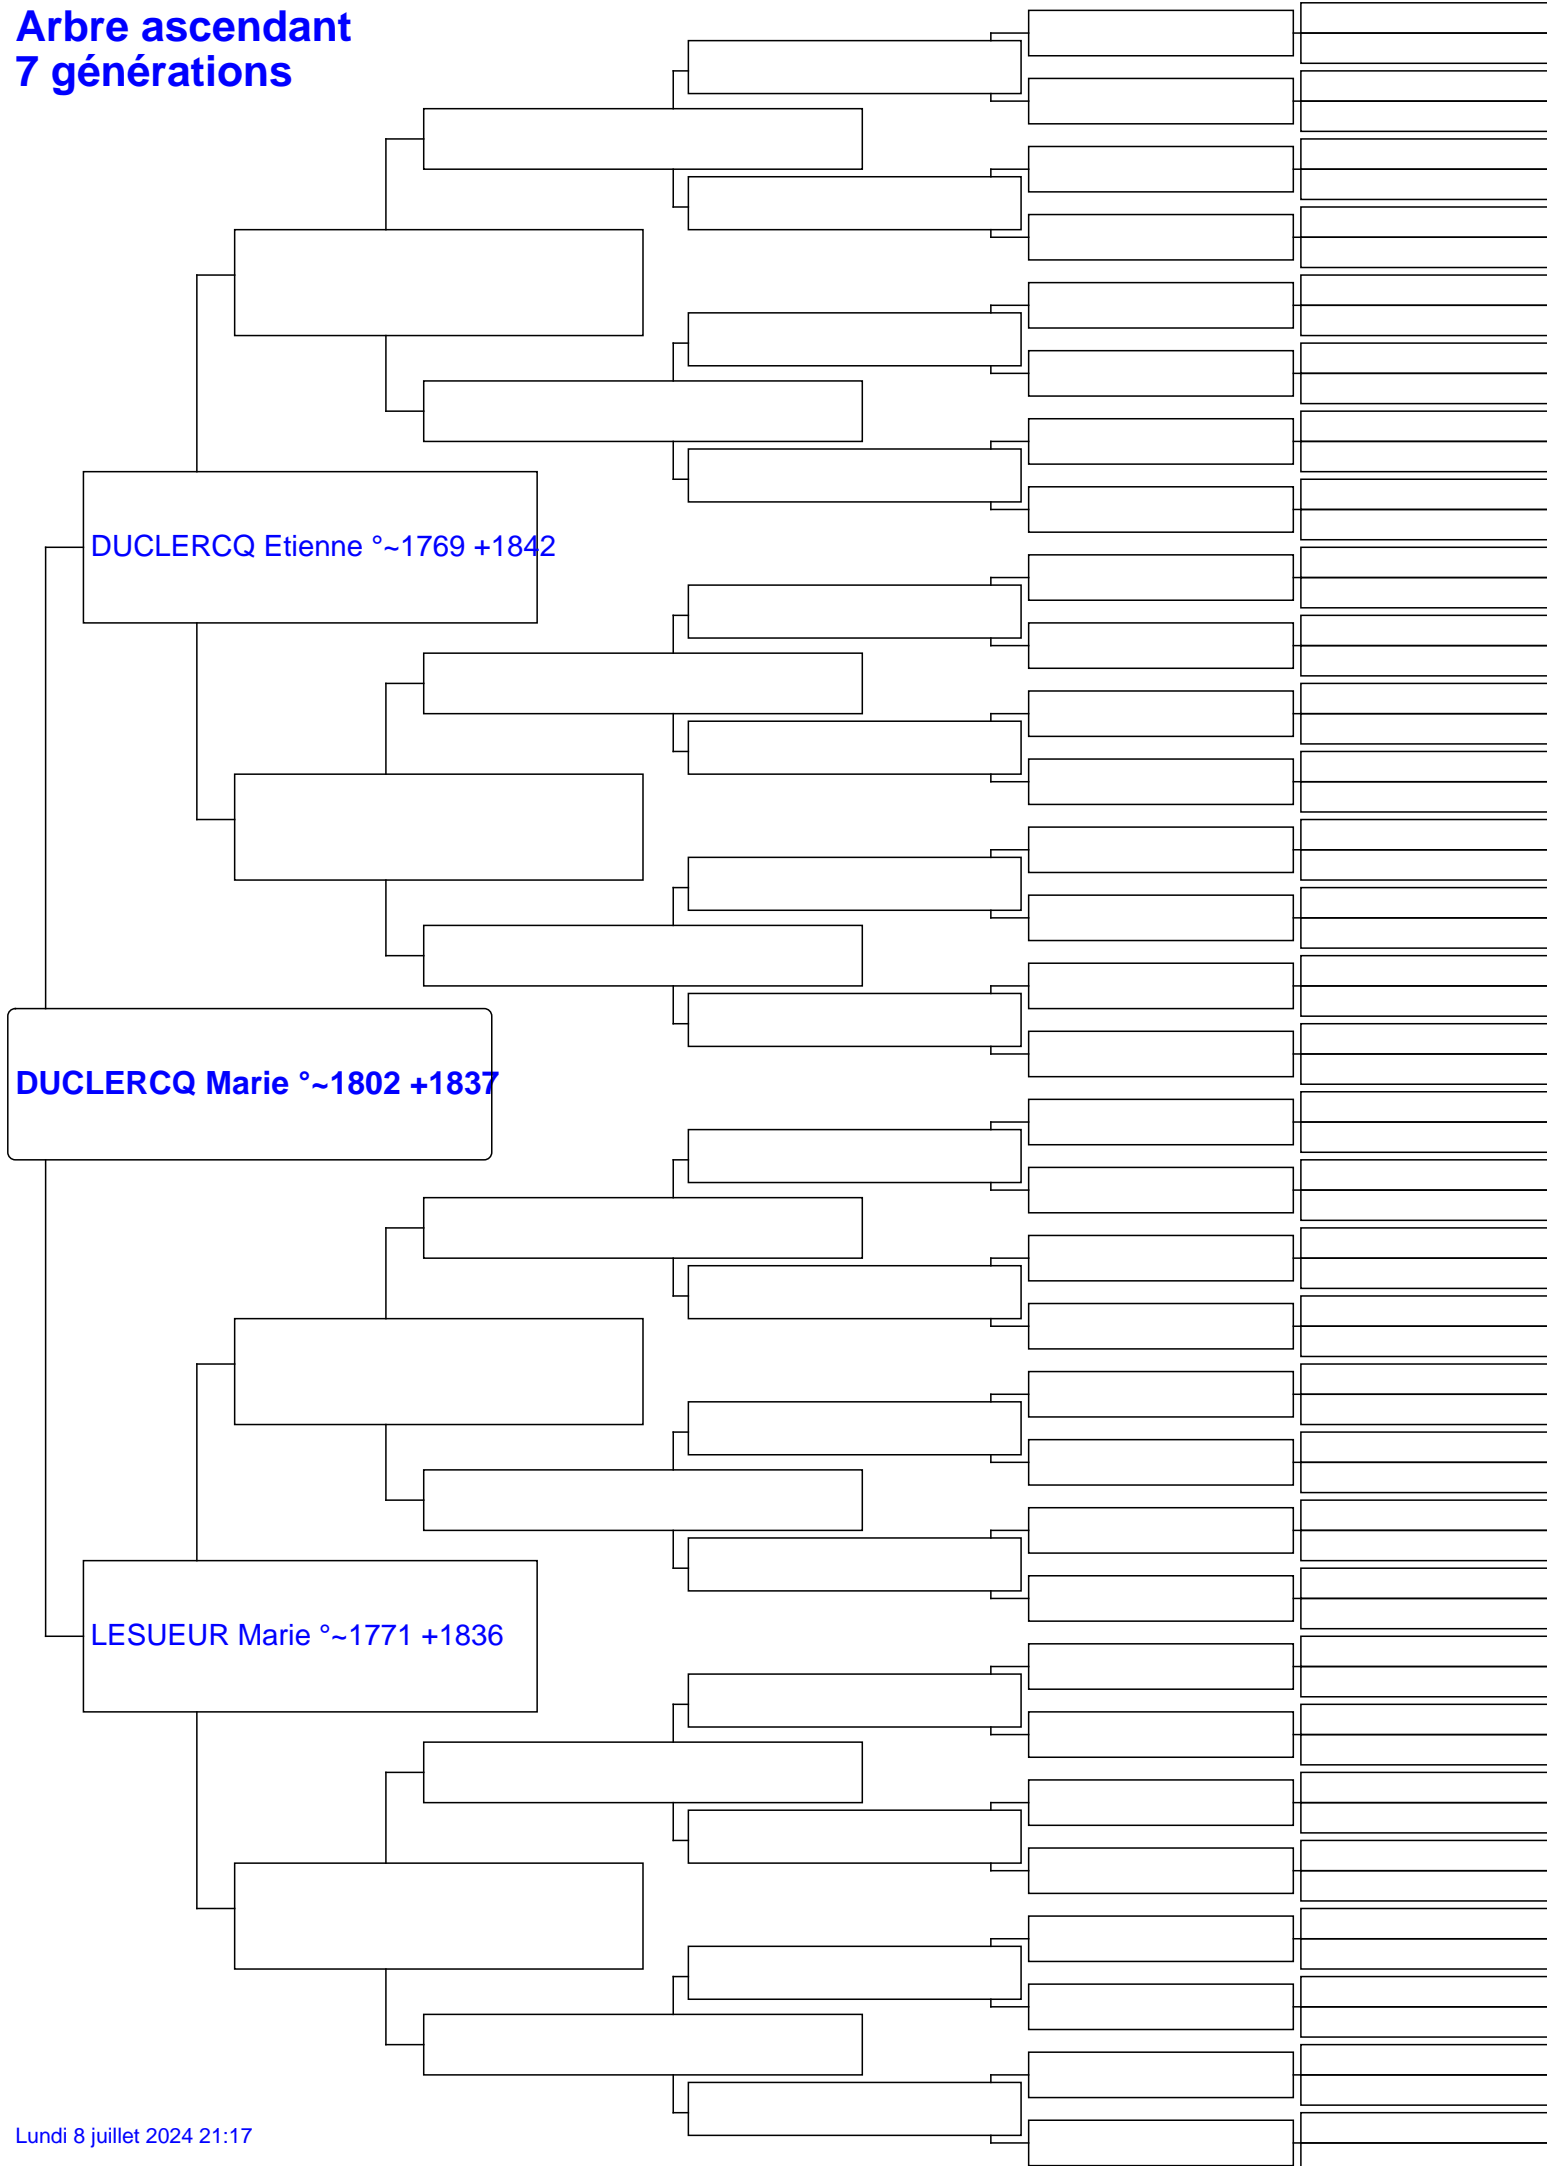 Arbre ascendant
7 générations
DUCLERCQ Etienne °~1769 +1842
DUCLERCQ Marie °~1802 +1837
LESUEUR Marie °~1771 +1836
Lundi 8 juillet 2024 21:17